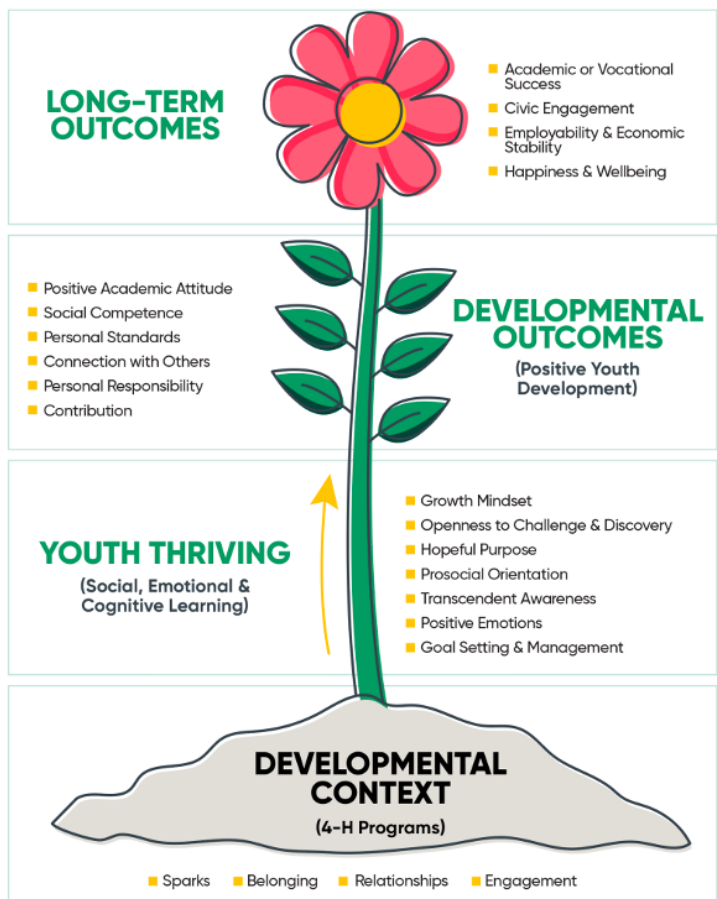 LONG-TERM
OUTCOMES
Academic or Vocational
Success
Civic Engagement
Employability & Economic
Stability
Happiness & Wellbeing
Positive Academic Attitude
Social Competence
Personal Standards
Connection with Others
Personal Responsibility
Contribution
DEVELOPMENTAL
OUTCOMES
(Positive Youth
Development)
YOUTH THRIVING
(Social, Emotional &
Cognitive Learning)
Growth Mindset
Openness to Challenge & Discovery
Hopeful Purpose
Prosocial Orientation
Transcendent Awareness
Positive Emotions
Goal Setting & Management
DEVELOPMENTAL
CONTEXT
(4-H Programs)
Sparks Belonging Relationships Engagement